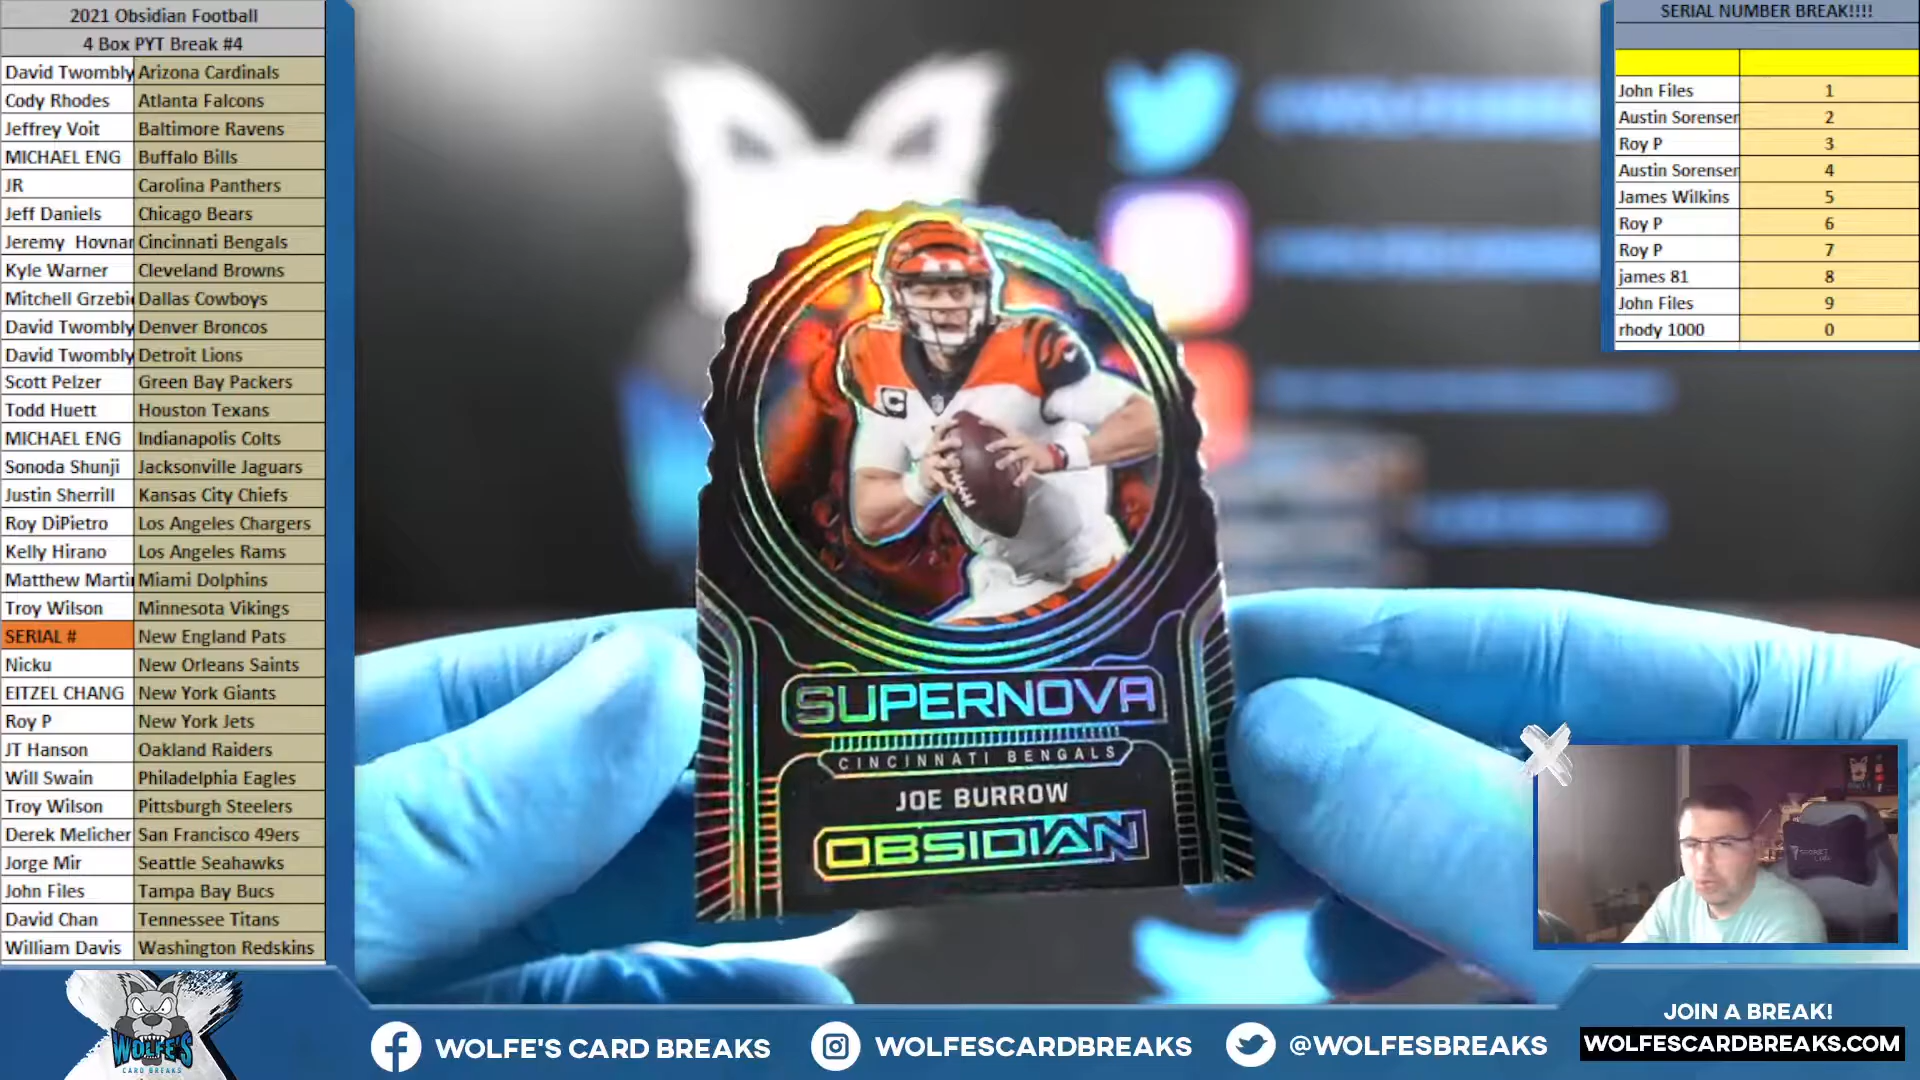 2021 Obsidian Football
4 Box PYT Break #4
David Twombly Arizona Cardinals
Cody Rhodes Atlanta Falcons
Jeffrey Voit Baltimore Ravens
MICHAEL ENG Buffalo Bills
JR Carolina Panthers
Jeff Daniels Chicago Bears
Jeremy Hovnar Cincinnati Bengals
Kyle Warner Cleveland Browns
Mitchell Grzebi Dallas Cowboys
David Twombly Denver Broncos
David Twombly Detroit Lions
Scott Pelzer Green Bay Packers
Todd Huett Houston Texans
MICHAEL ENG Indianapolis Colts
Sonoda Shunji Jacksonville Jaguars
Justin Sherrill Kansas City Chiefs
Roy DiPietro Los Angeles Chargers
Kelly Hirano Los Angeles Rams
Matthew Marti Miami Dolphins
Troy Wilson Minnesota Vikings
SERIAL # New England Pats
Nicku New Orleans Saints
EITZEL CHANG New York Giants
Roy P New York Jets
JT Hanson Oakland Raiders
Will Swain Philadelphia Eagles
Troy Wilson Pittsburgh Steelers
Derek Melicher San Francisco 49ers
Jorge Mir Seattle Seahawks
John Files Tampa Bay Bucs
David Chan Tennessee Titans
William Davis Washington Redskins
SERIAL NUMBER BREAK!!!!
John Files 1
Austin Sorensen 2
Roy P 3
Austin Sorensen 4
James Wilkins 5
Roy P 6
Roy P 7
james 81 8
John Files 9
rhody 1000 0
C
SUPERNOVA
CINCINNATI BENGALS
JOE BURROW
OBSIDIAN
WOLFE'S
CARD BREAKS
WOLFE'S CARD BREAKS
WOLFESCARDBREAKS
@WOLFESBREAKS
JOIN A BREAK!
WOLFESCARDBREAKS.COM